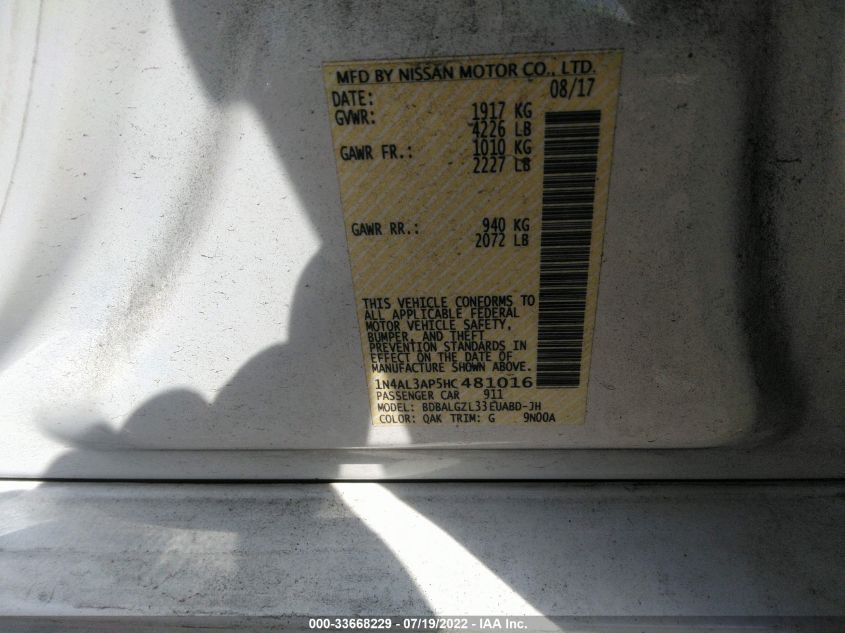 MFD BY NISSAN MOTOR CO., LTD.
DATE: 08/17
GVWR: 1917 KG
4226 LB
GAWR FR.: 1010 KG
2227 LB
GAWR RR.: 940 KG
2072 LB
THIS VEHICLE CONFORMS TO
ALL APPLICABLE FEDERAL
MOTOR VEHICLE SAFETY,
BUMPER, AND THEFT
PREVENTION STANDARDS IN
EFFECT ON THE DATE OF
MANUFACTURE SHOWN ABOVE.
1N4AL3AP5HC481016
PASSENGER CAR 911
MODEL: BDBALGZL33EUABD-JH
COLOR: QAK TRIM: G 9N00A
000-33668229 - 07/19/2022 - IAA Inc.